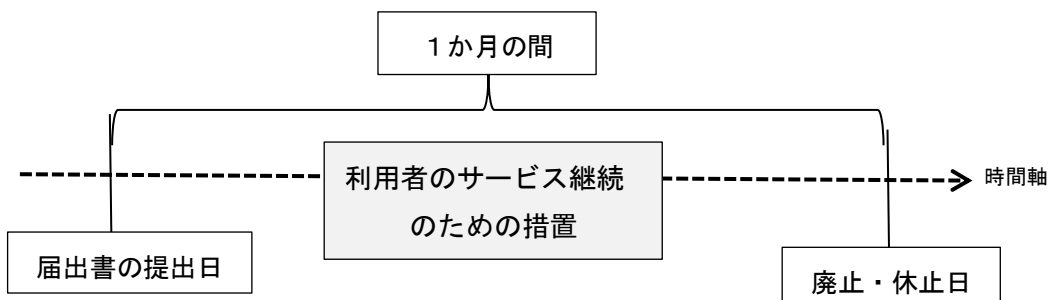 １か月の間
利用者のサービス継続
のための措置
時間軸
届出書の提出日
廃止・休止日